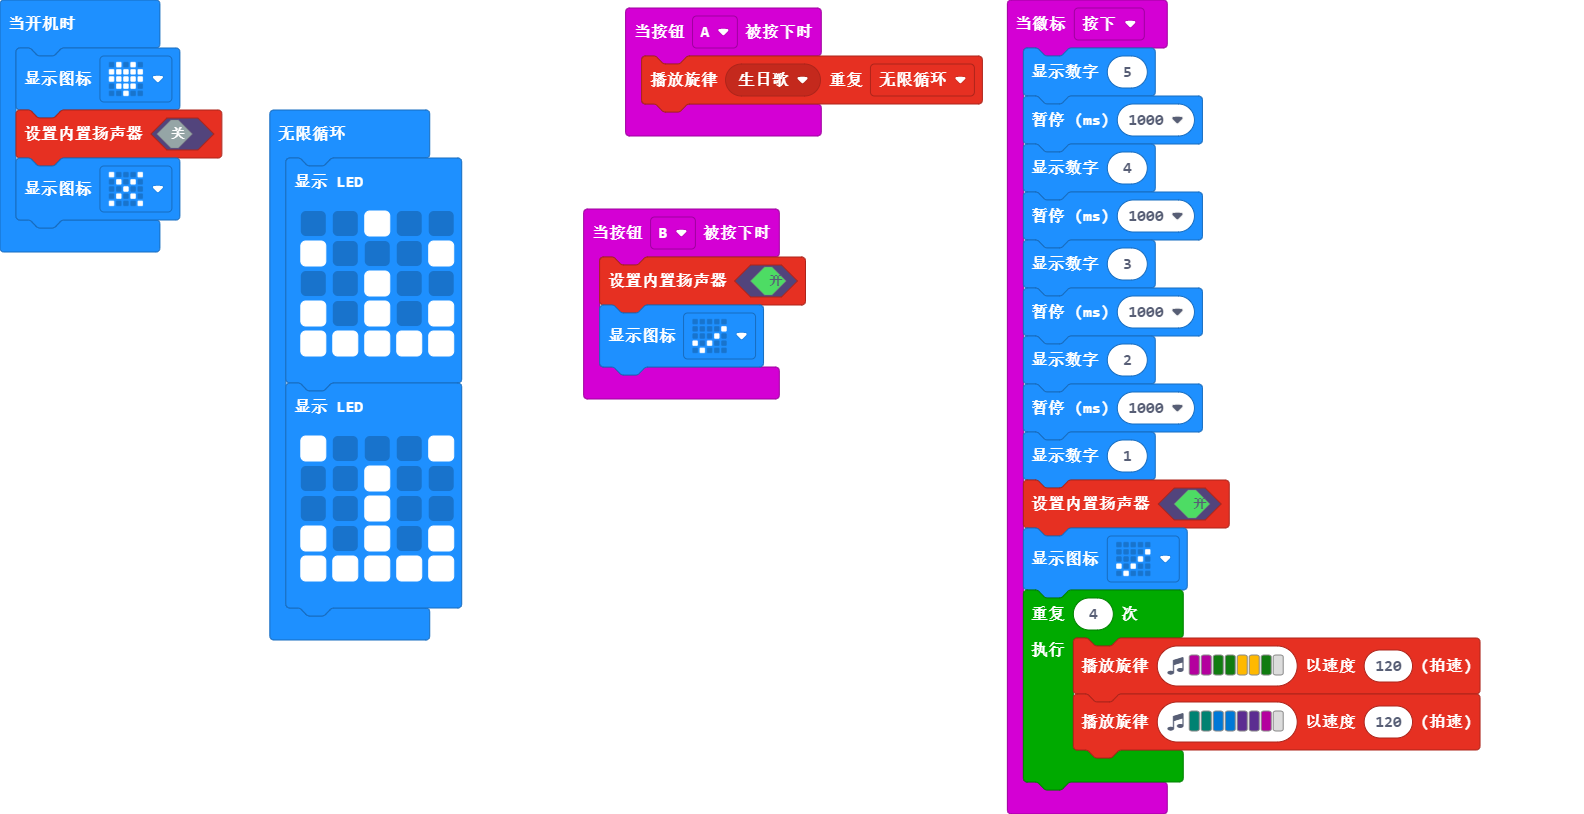 当开机时
显示图标
设置内置扬声器 关
显示图标
无限循环
显示 LED
显示 LED
当按钮 A 被按下时
播放旋律 生日歌 重复 无限循环
当按钮 B 被按下时
设置内置扬声器 开
显示图标
当徽标 按下
显示数字 5
暂停 (ms) 1000
显示数字 4
暂停 (ms) 1000
显示数字 3
暂停 (ms) 1000
显示数字 2
暂停 (ms) 1000
显示数字 1
设置内置扬声器 开
显示图标
重复 4 次
执行
播放旋律 以速度 120 (拍速)
播放旋律 以速度 120 (拍速)